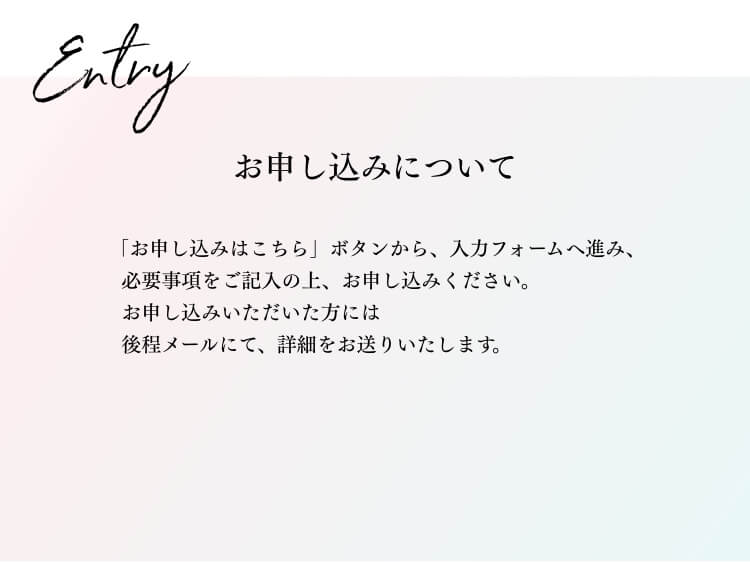 Entry
お申し込みについて
「お申し込みはこちら」ボタンから、入力フォームへ進み、
必要事項をご記入の上、お申し込みください。
お申し込みいただいた方には
後程メールにて、詳細をお送りいたします。